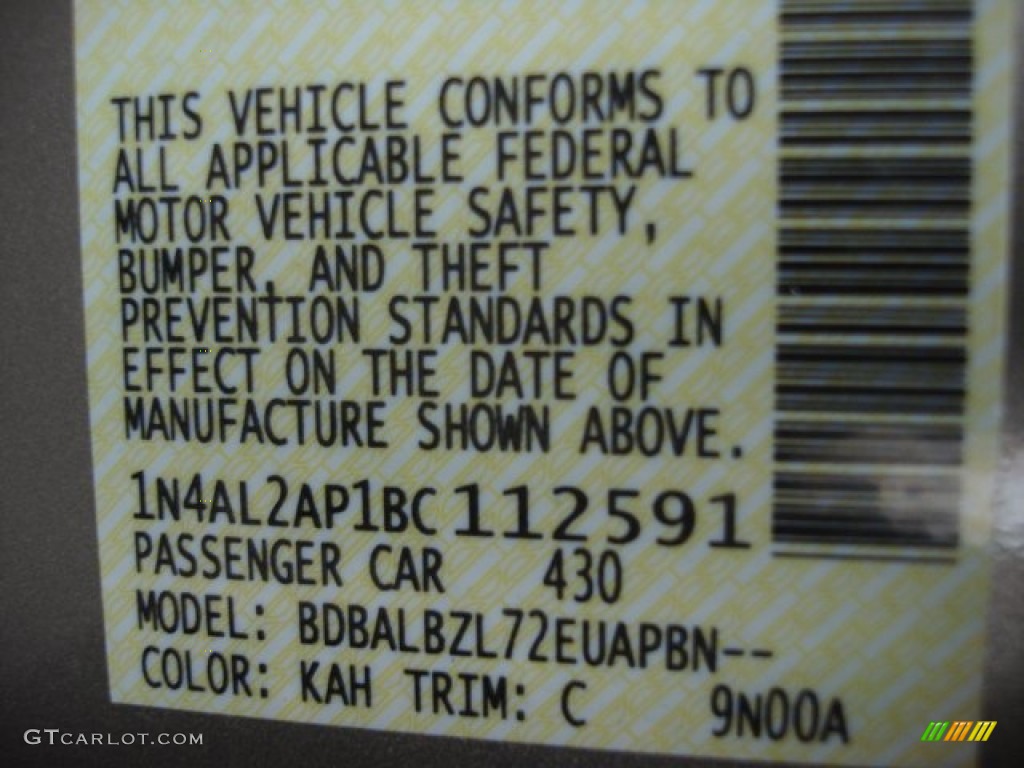 THIS VEHICLE CONFORMS TO
ALL APPLICABLE FEDERAL
MOTOR VEHICLE SAFETY,
BUMPER, AND THEFT
PREVENTION STANDARDS IN
EFFECT ON THE DATE OF
MANUFACTURE SHOWN ABOVE.
1N4AL2AP1BC112591
PASSENGER CAR 430
MODEL: BDBALBZL72EUAPBN--
COLOR: KAH TRIM: C 9N00A
GTCARLOT.COM